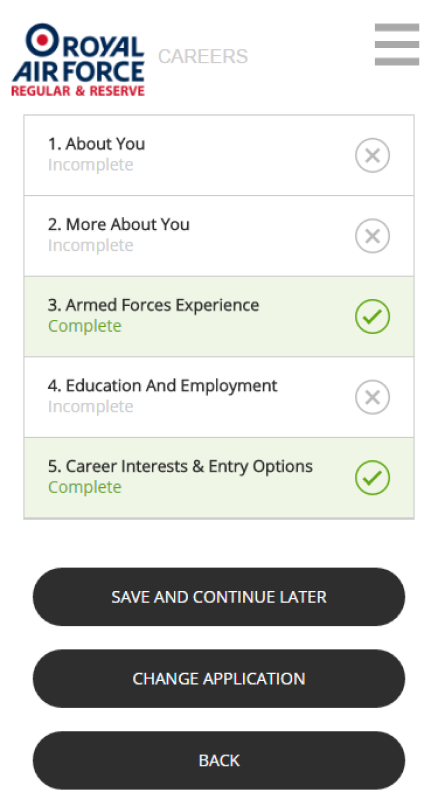 ROYAL
AIR FORCE
REGULAR & RESERVE
CAREERS
1. About You
Incomplete
2. More About You
Incomplete
3. Armed Forces Experience
Complete
4. Education And Employment
Incomplete
5. Career Interests & Entry Options
Complete
SAVE AND CONTINUE LATER
CHANGE APPLICATION
BACK